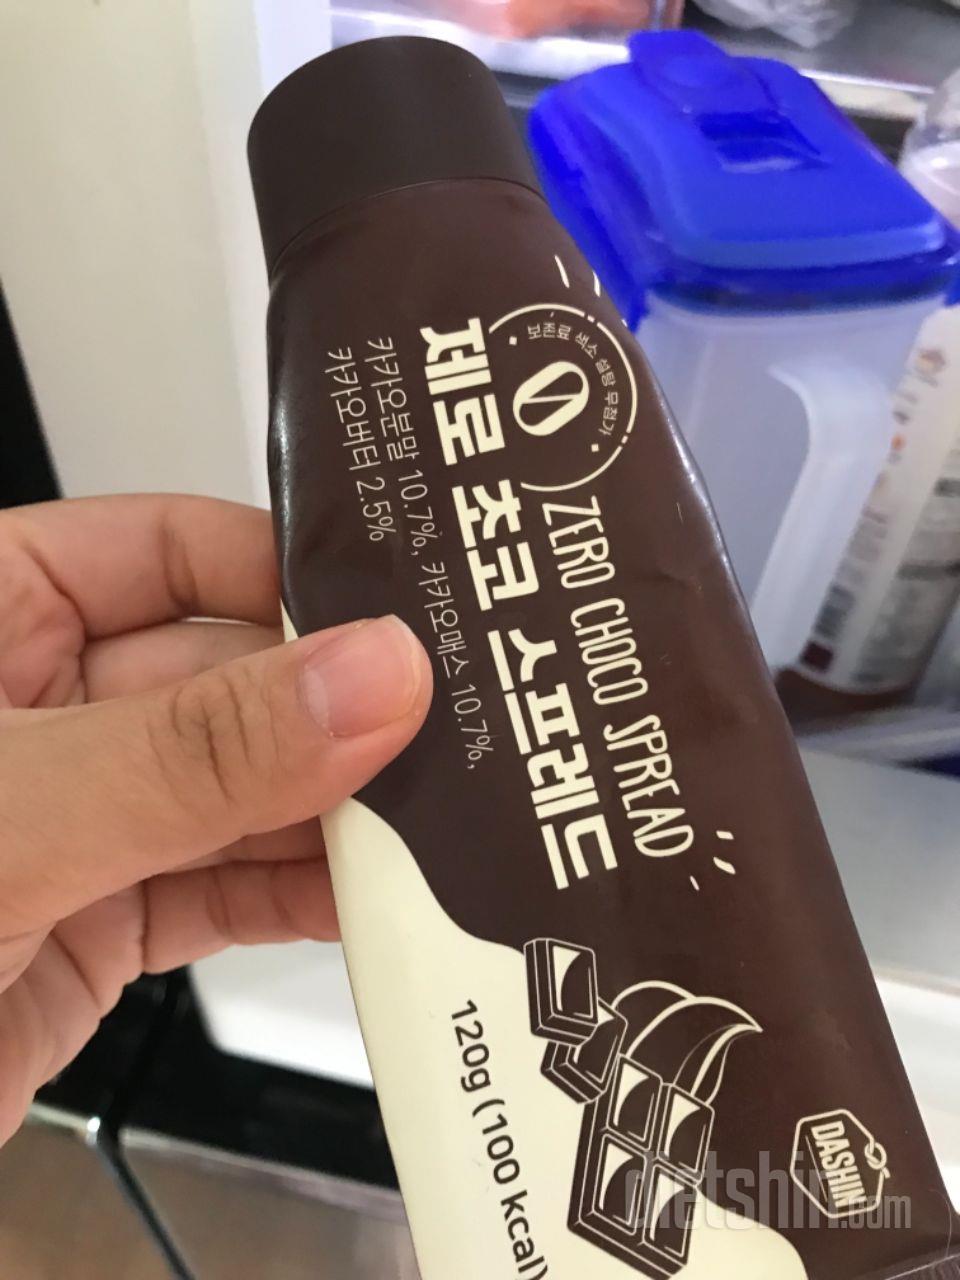 보존료 색소 설탕 무첨가
ZERO CHOCO SPREAD
제로 초코 스프레드
카카오분말 10.7%, 카카오매스 10.7%,
카카오버터 2.5%
120g (100 kcal)
DASHIN
dietshin.com